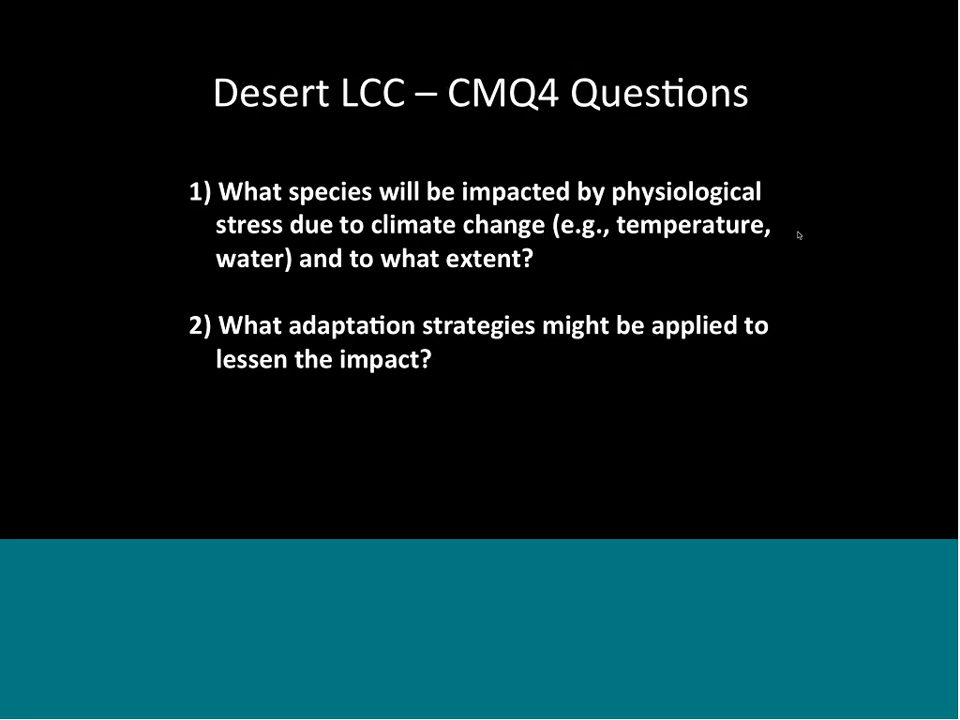 Desert LCC – CMQ4 Questions
1) What species will be impacted by physiological
stress due to climate change (e.g., temperature,
water) and to what extent?
2) What adaptation strategies might be applied to
lessen the impact?